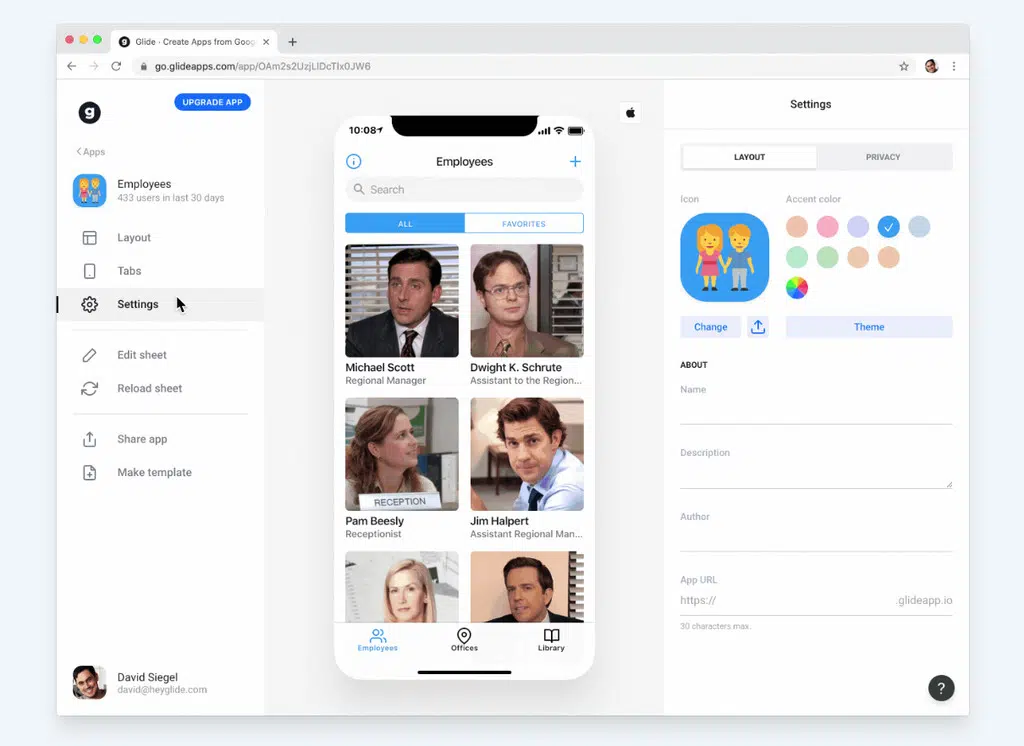 Glide · Create Apps from Goog
go.glideapps.com/app/OAm2s2UzjLlDcTIx0JW6
g
UPGRADE APP
Apps
Employees
433 users in last 30 days
Layout
Tabs
Settings
Edit sheet
Reload sheet
Share app
Make template
David Siegel
david@heyglide.com
10:08
Employees
Search
ALL
FAVORITES
Michael Scott
Regional Manager
Dwight K. Schrute
Assistant to the Region...
RECEPTION
Pam Beesly
Receptionist
Jim Halpert
Assistant Regional Man...
Employees
Offices
Library
Settings
LAYOUT
PRIVACY
Icon
Accent color
Change
Theme
ABOUT
Name
Description
Author
App URL
https://
.glideapp.io
30 characters max.
?